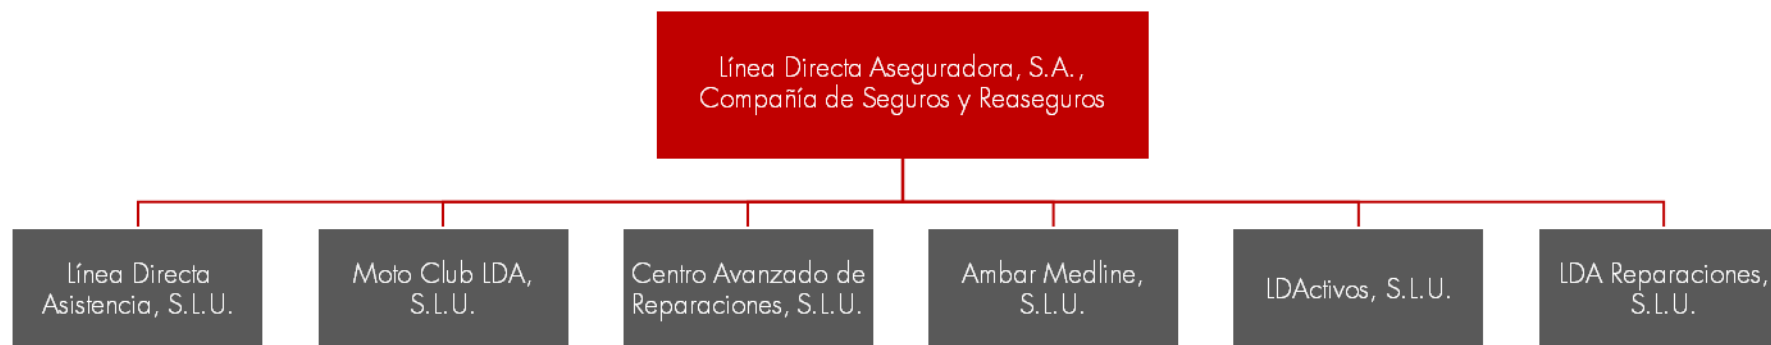 Línea Directa Aseguradora, S.A.,
Compañía de Seguros y Reaseguros
Línea Directa
Asistencia, S.L.U.
Moto Club LDA,
S.L.U.
Centro Avanzado de
Reparaciones, S.L.U.
Ambar Medline,
S.L.U.
LDActivos, S.L.U.
LDA Reparaciones,
S.L.U.